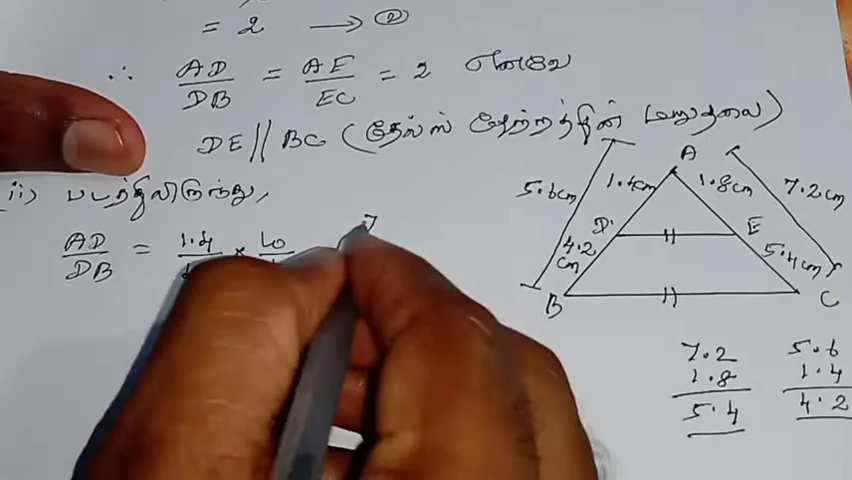 = 2 → ②
∴ AD/DB = AE/EC = 2 எனவே
DE || BC (தேல்ஸ் தேற்றத்தின் மறுதலை)
ii) படத்திலிருந்து,
AD/DB = 1.4/ × 10/
A
5.6cm 1.4cm 1.8cm 7.2cm
D E
4.2 cm 5.4cm
B C
7.2 5.6
1.8 1.4
5.4 4.2